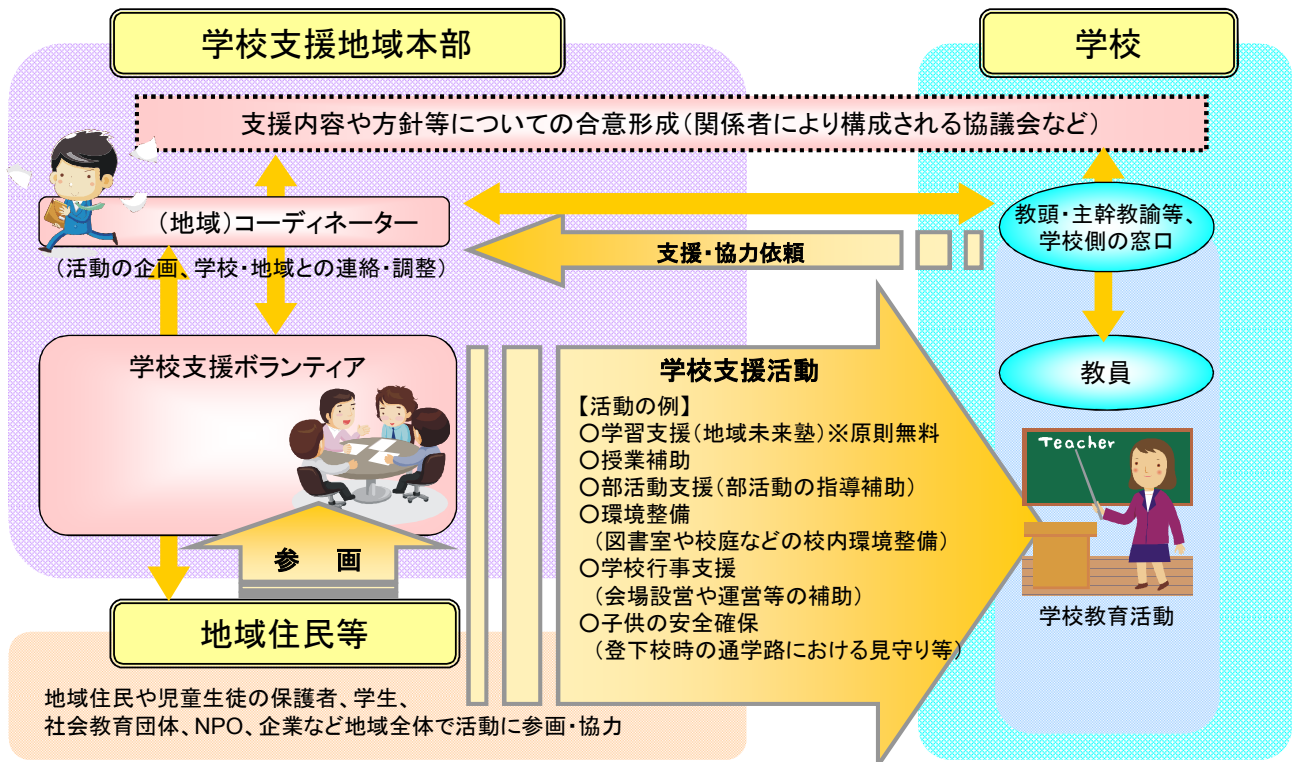 学校支援地域本部
学校
支援内容や方針等についての合意形成(関係者により構成される協議会など)
(地域)コーディネーター
(活動の企画、学校・地域との連絡・調整)
教頭・主幹教諭等、
学校側の窓口
支援・協力依頼
学校支援ボランティア
学校支援活動
【活動の例】
○学習支援(地域未来塾)※原則無料
○授業補助
○部活動支援(部活動の指導補助)
○環境整備
(図書室や校庭などの校内環境整備)
○学校行事支援
(会場設営や運営等の補助)
○子供の安全確保
(登下校時の通学路における見守り等)
教員
Teacher
学校教育活動
参 画
地域住民等
地域住民や児童生徒の保護者、学生、
社会教育団体、NPO、企業など地域全体で活動に参画・協力